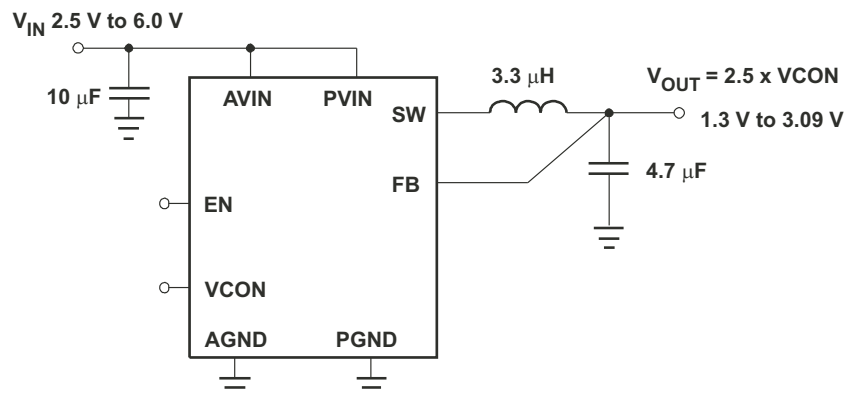 V_IN 2.5 V to 6.0 V
10 μF
AVIN
PVIN
SW
3.3 μH
V_OUT = 2.5 x VCON
1.3 V to 3.09 V
FB
4.7 μF
EN
VCON
AGND
PGND